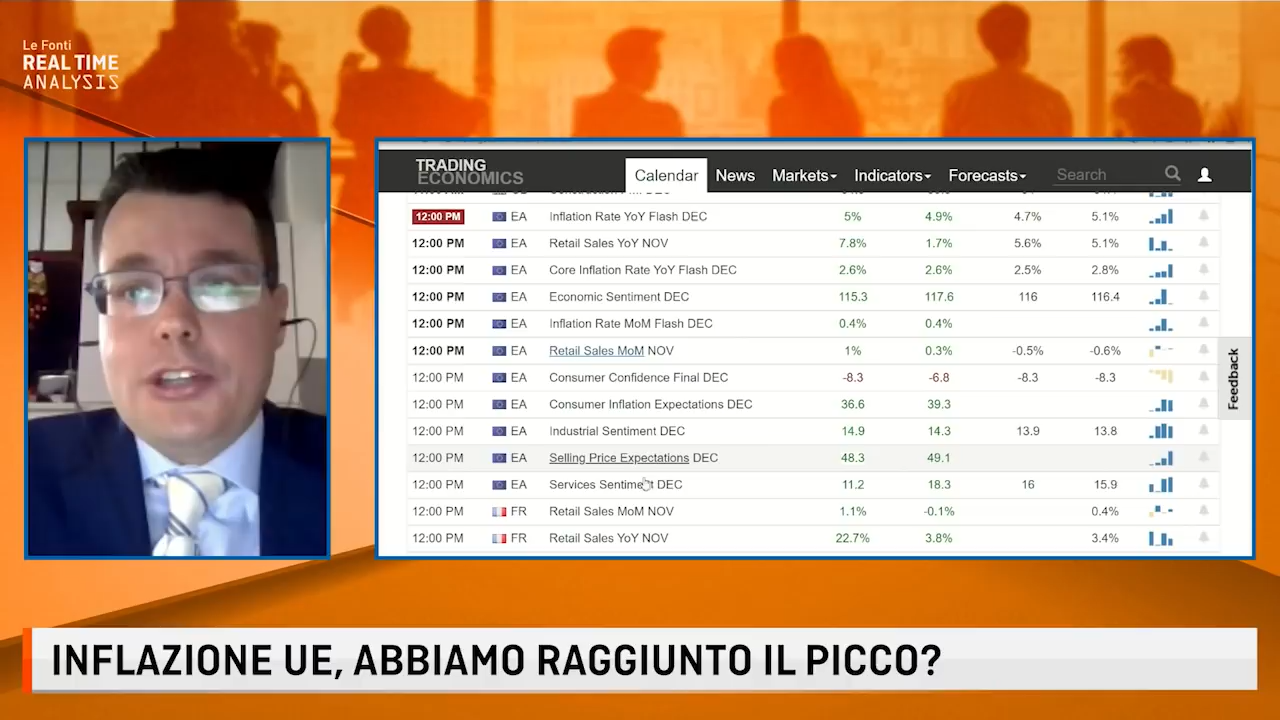 Le Fonti
REAL TIME
ANALYSIS
TRADING
ECONOMICS
Calendar
News
Markets
Indicators
Forecasts
Search
12:00 PM EA Inflation Rate YoY Flash DEC 5% 4.9% 4.7% 5.1%
12:00 PM EA Retail Sales YoY NOV 7.8% 1.7% 5.6% 5.1%
12:00 PM EA Core Inflation Rate YoY Flash DEC 2.6% 2.6% 2.5% 2.8%
12:00 PM EA Economic Sentiment DEC 115.3 117.6 116 116.4
12:00 PM EA Inflation Rate MoM Flash DEC 0.4% 0.4%
12:00 PM EA Retail Sales MoM NOV 1% 0.3% -0.5% -0.6%
12:00 PM EA Consumer Confidence Final DEC -8.3 -6.8 -8.3 -8.3
12:00 PM EA Consumer Inflation Expectations DEC 36.6 39.3
12:00 PM EA Industrial Sentiment DEC 14.9 14.3 13.9 13.8
12:00 PM EA Selling Price Expectations DEC 48.3 49.1
12:00 PM EA Services Sentiment DEC 11.2 18.3 16 15.9
12:00 PM FR Retail Sales MoM NOV 1.1% -0.1% 0.4%
12:00 PM FR Retail Sales YoY NOV 22.7% 3.8% 3.4%
Feedback
INFLAZIONE UE, ABBIAMO RAGGIUNTO IL PICCO?